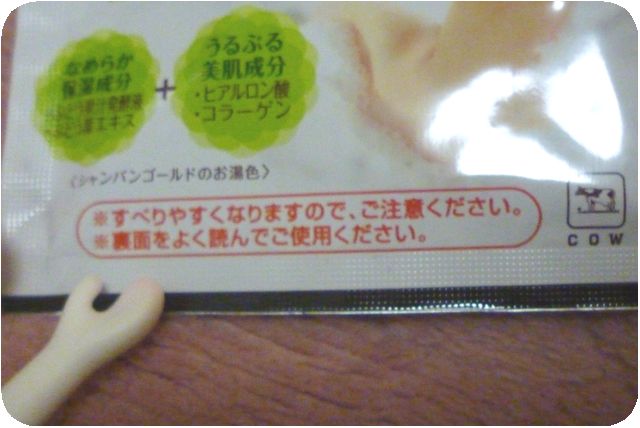 なめらか
保湿成分
エキス
+
うるぷる
美肌成分
・ヒアルロン酸
・コラーゲン
〈シャンパンゴールドのお湯色〉
※すべりやすくなりますので、ご注意ください。
※裏面をよく読んでご使用ください。
COW